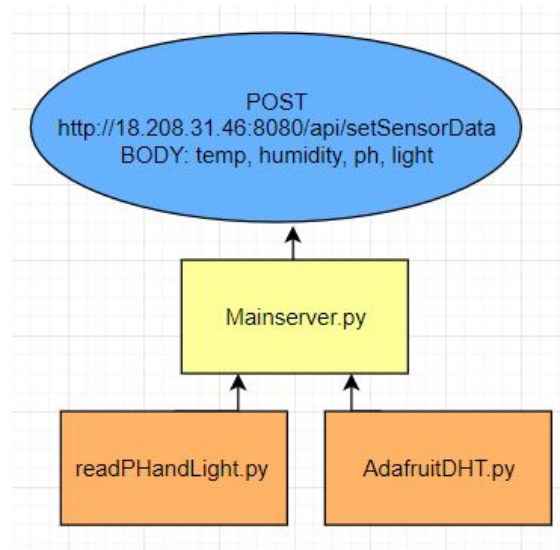 POST
http://18.208.31.46:8080/api/setSensorData
BODY: temp, humidity, ph, light
Mainserver.py
readPHandLight.py
AdafruitDHT.py